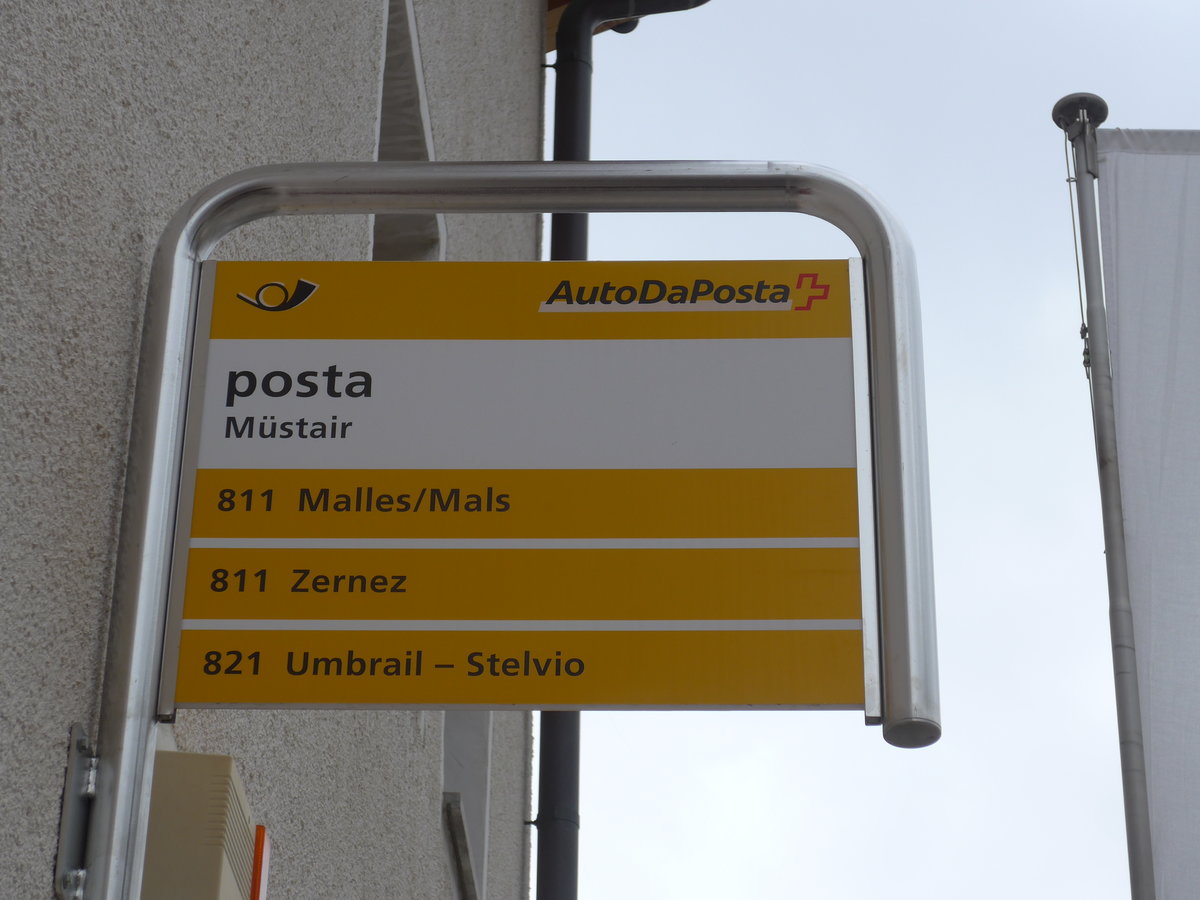 AutoDaPosta
posta
Müstair
811 Malles/Mals
811 Zernez
821 Umbrail – Stelvio